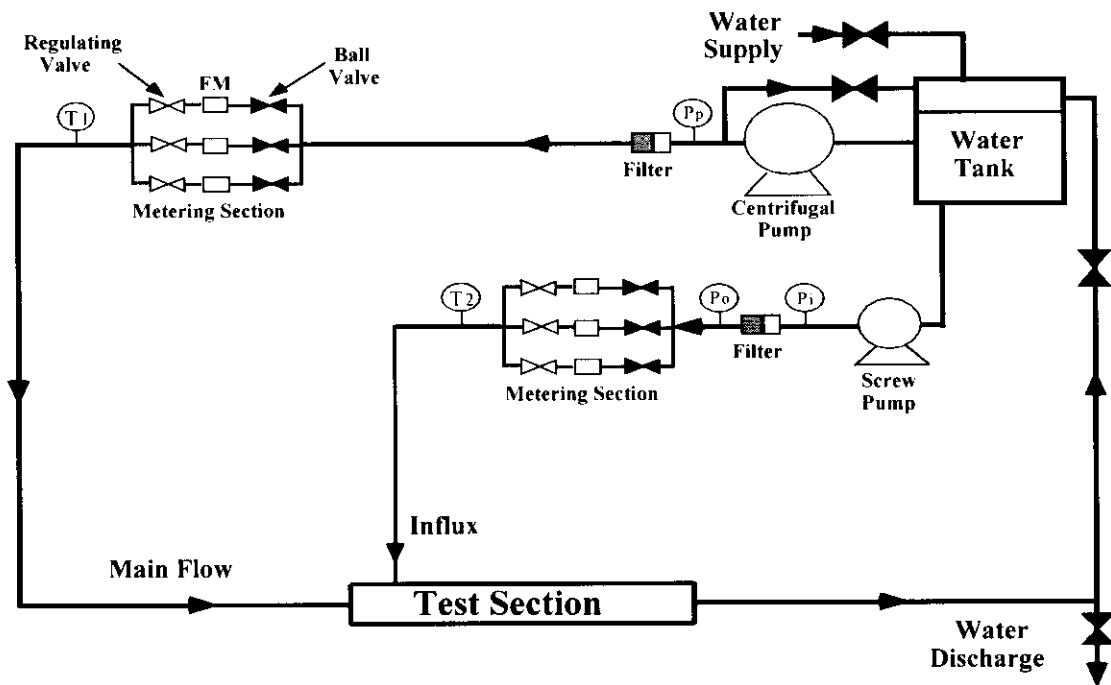 Water
Supply
Regulating
Valve
FM
Ball
Valve
T1
Pp
Filter
Centrifugal
Pump
Water
Tank
Metering Section
T2
Po
Pi
Filter
Screw
Pump
Metering Section
Influx
Main Flow
Test Section
Water
Discharge